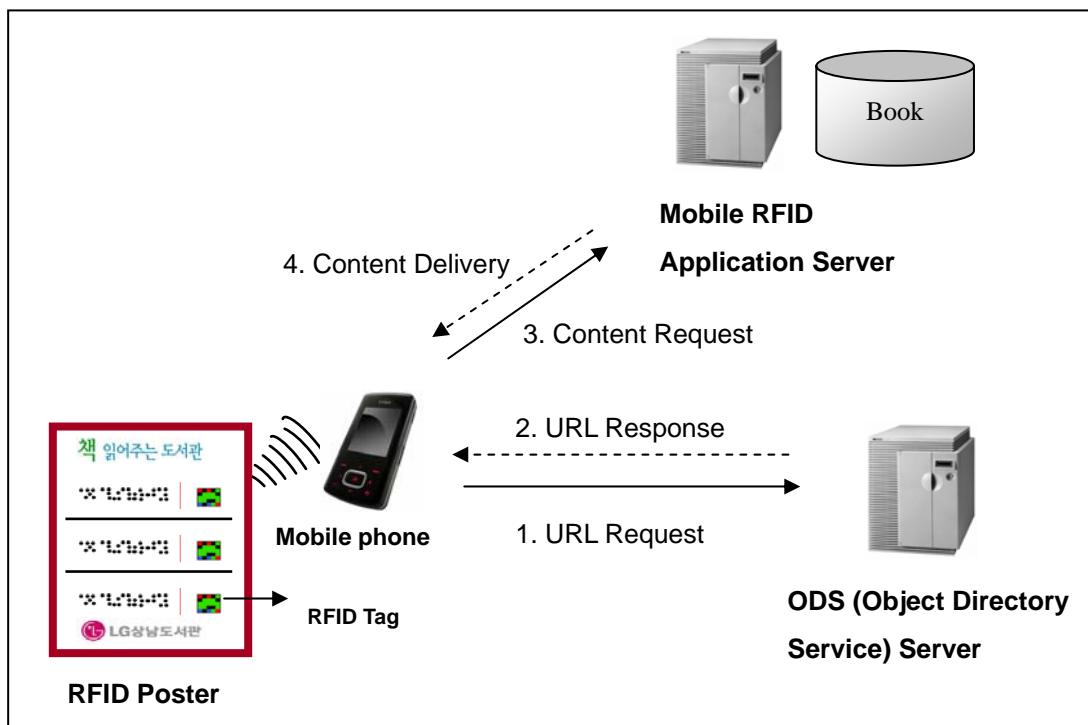 Book
Mobile RFID
Application Server
4. Content Delivery
3. Content Request
2. URL Response
1. URL Request
Mobile phone
책 읽어주는 도서관
RFID Tag
LG상남도서관
ODS (Object Directory
Service) Server
RFID Poster